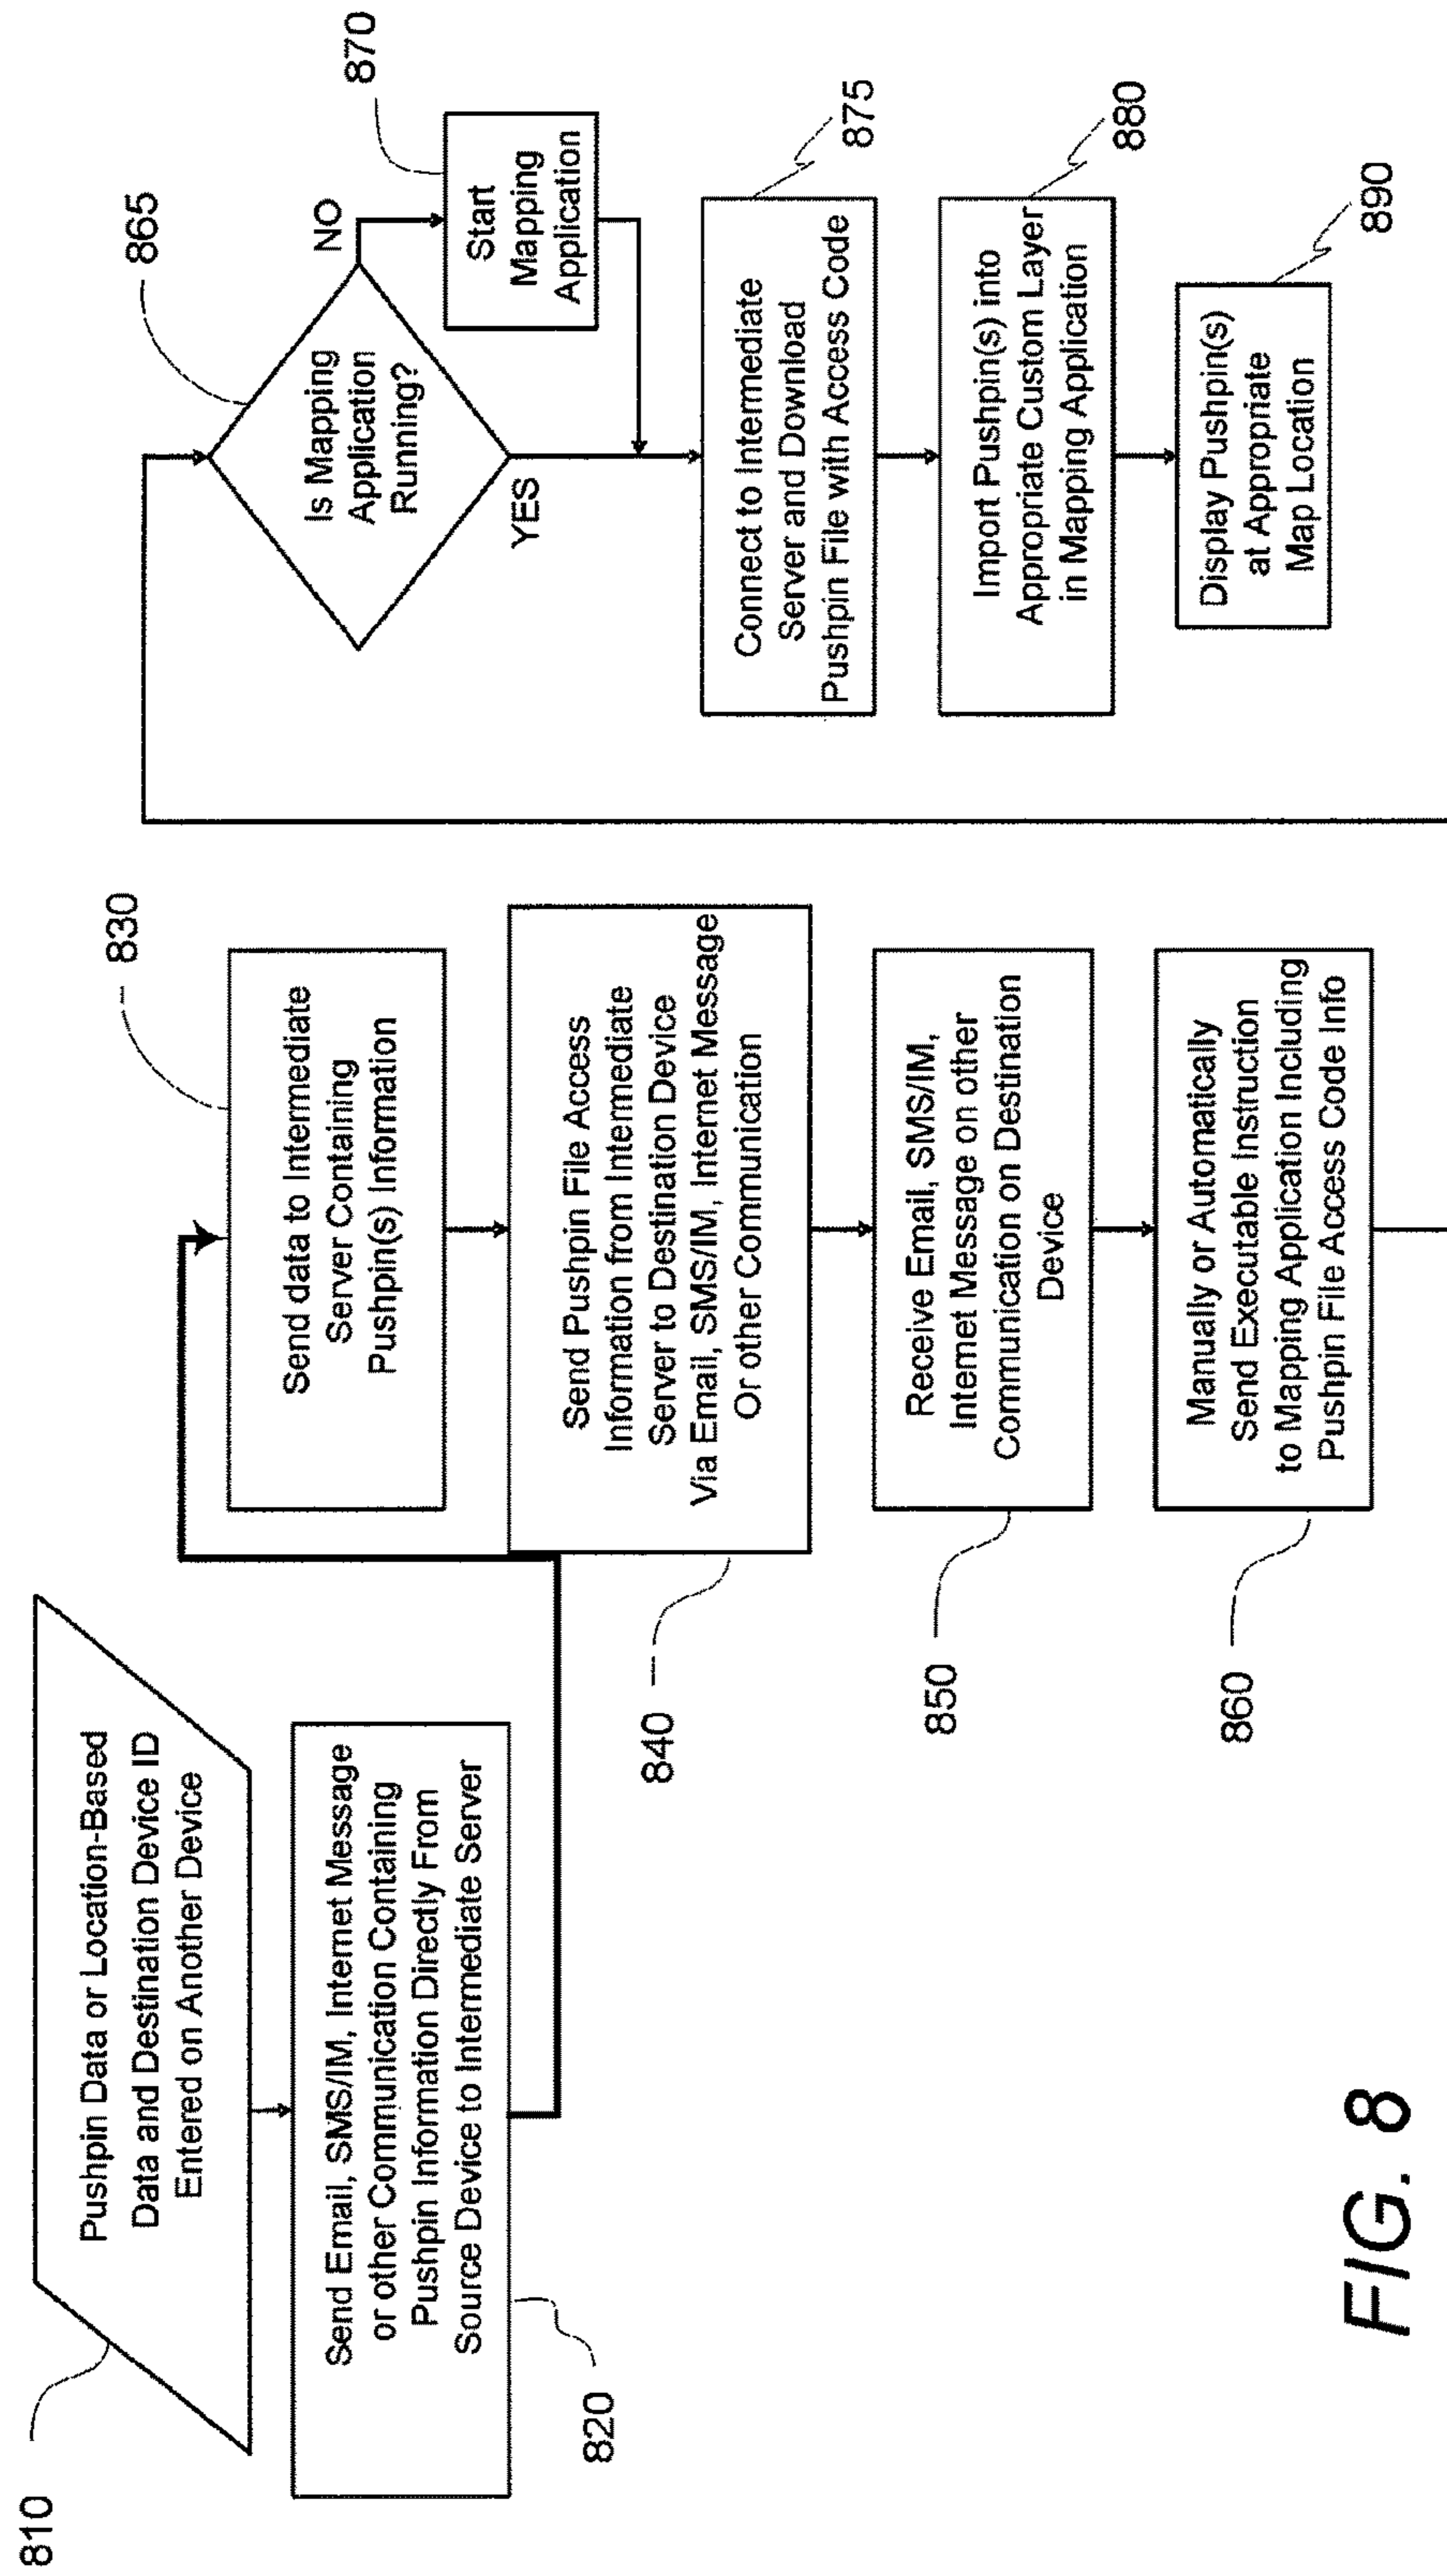 810
Pushpin Data or Location-Based
Data and Destination Device ID
Entered on Another Device
Send Email, SMS/IM, Internet Message
or other Communication Containing
Pushpin Information Directly From
Source Device to Intermediate Server
820
830
Send data to Intermediate
Server Containing
Pushpin(s) Information
Send Pushpin File Access
Information from Intermediate
Server to Destination Device
Via Email, SMS/IM, Internet Message
Or other Communication
840
Receive Email, SMS/IM,
Internet Message on other
Communication on Destination
Device
850
Manually or Automatically
Send Executable Instruction
to Mapping Application Including
Pushpin File Access Code Info
860
865
Is Mapping
Application
Running?
NO
YES
870
Start
Mapping
Application
Connect to Intermediate
Server and Download
Pushpin File with Access Code
875
Import Pushpin(s) into
Appropriate Custom Layer
in Mapping Application
880
Display Pushpin(s)
at Appropriate
Map Location
890
FIG. 8